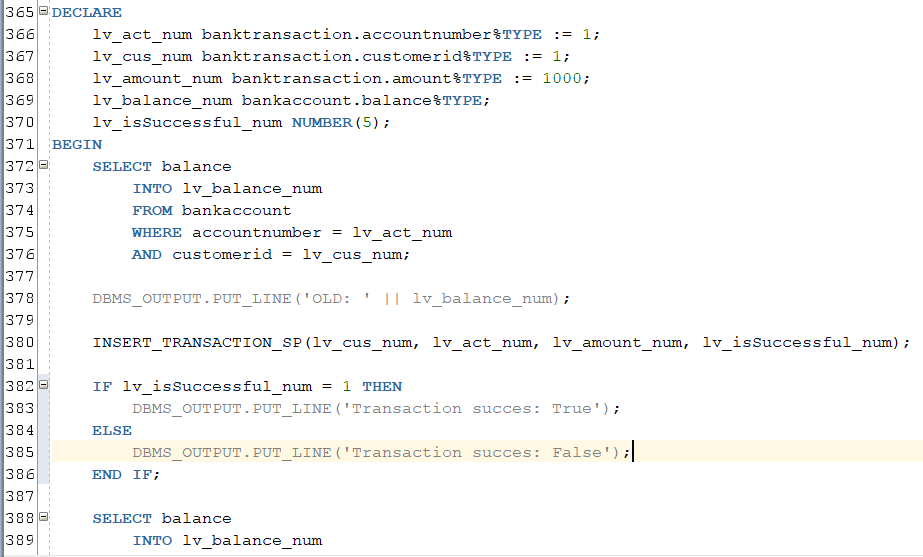 365 DECLARE
366 lv_act_num banktransaction.accountnumber%TYPE := 1;
367 lv_cus_num banktransaction.customerid%TYPE := 1;
368 lv_amount_num banktransaction.amount%TYPE := 1000;
369 lv_balance_num bankaccount.balance%TYPE;
370 lv_isSuccessful_num NUMBER(5);
371 BEGIN
372 SELECT balance
373 INTO lv_balance_num
374 FROM bankaccount
375 WHERE accountnumber = lv_act_num
376 AND customerid = lv_cus_num;
377
378 DBMS_OUTPUT.PUT_LINE('OLD: ' || lv_balance_num);
379
380 INSERT_TRANSACTION_SP(lv_cus_num, lv_act_num, lv_amount_num, lv_isSuccessful_num);
381
382 IF lv_isSuccessful_num = 1 THEN
383 DBMS_OUTPUT.PUT_LINE('Transaction succes: True');
384 ELSE
385 DBMS_OUTPUT.PUT_LINE('Transaction succes: False');
386 END IF;
387
388 SELECT balance
389 INTO lv_balance_num